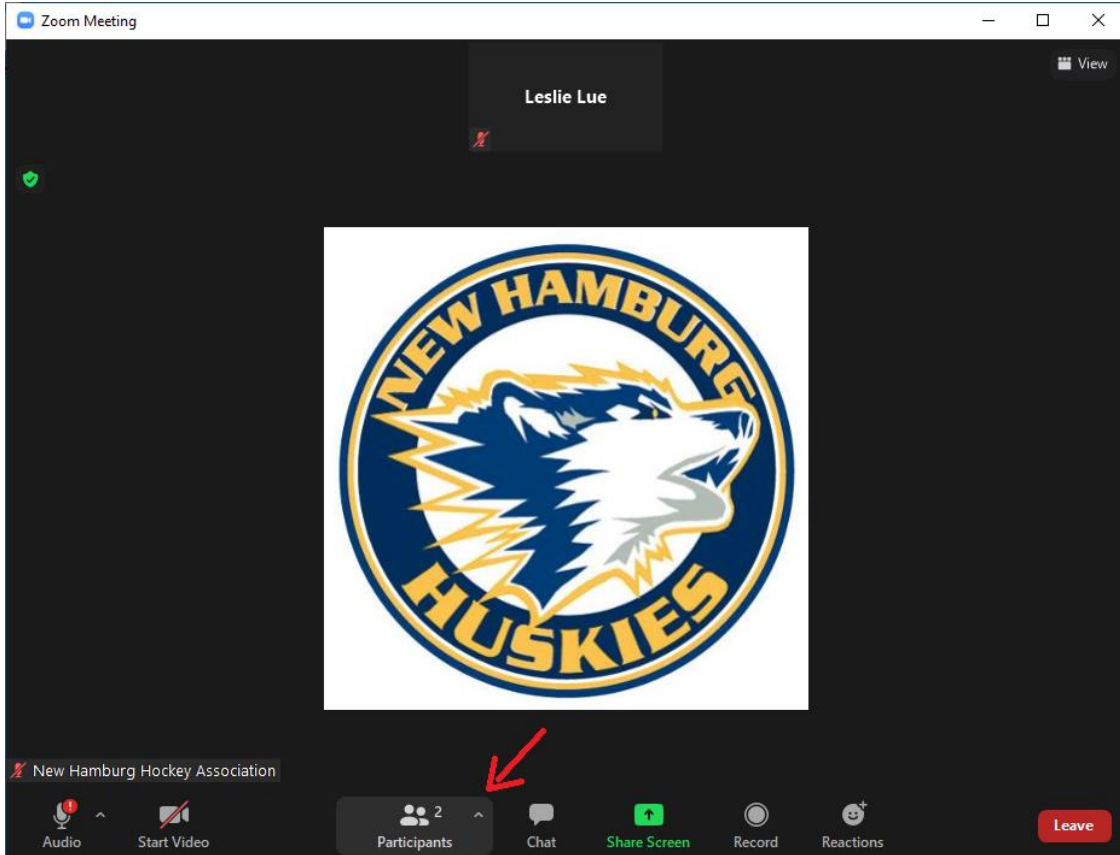 Zoom Meeting
View
Leslie Lue
NEW HAMBURG
HUSKIES
New Hamburg Hockey Association
2
Audio
Start Video
Participants
Chat
Share Screen
Record
Reactions
Leave